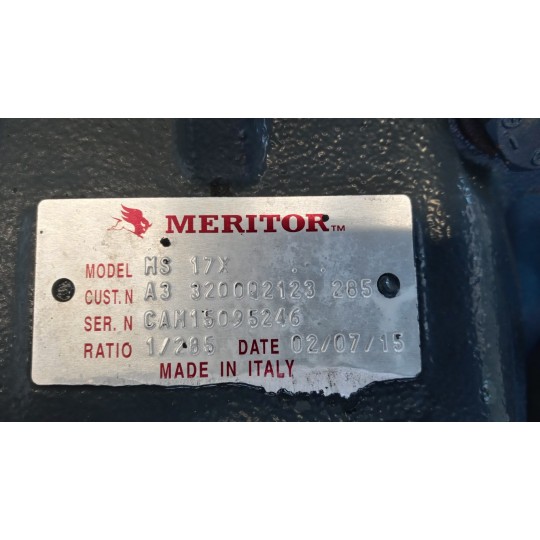 MERITOR™
MODEL MS 17X
CUST.N A3 3200Q2123 285
SER. N CAM15095246
RATIO 1/285 DATE 02/07/15
MADE IN ITALY